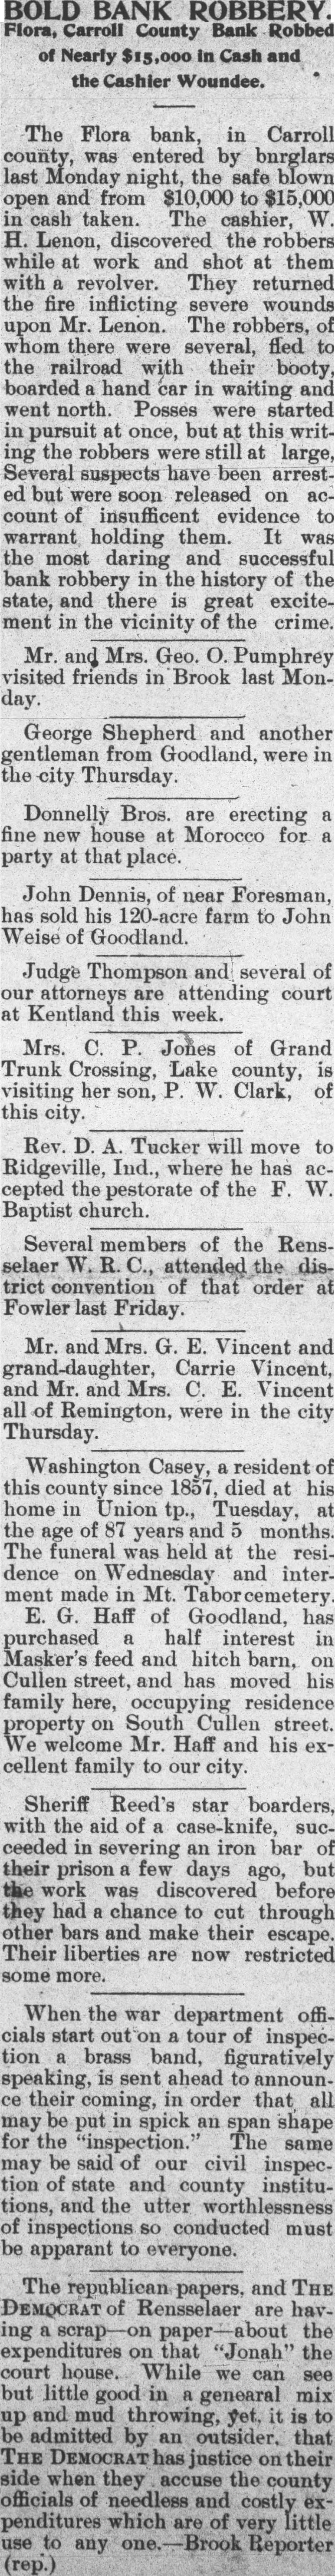 BOLD BANK ROBBERY.
Flora, Carroll County Bank Robbed
of Nearly $15,000 in Cash and
the Cashier Woundee.
The Flora bank, in Carroll
county, was entered by bnrglars
last Monday night, the safe blown
open and from $10,000 to $15,000
in cash taken. The cashier, W.
H. Lenon, discovered the robbers
while at work and shot at them
with a revolver. They returned
the fire inflicting severe wounds
upon Mr. Lenon. The robbers, of
whom there were several, fled to
the railroad with their booty,
boarded a hand car in waiting and
went north. Posses were started
in pursuit at once, but at this writ-
ing the robbers were still at large,
Several suspects have been arrest-
ed but were soon released on ac-
count of insufficent evidence to
warrant holding them. It was
the most daring and successful
bank robbery in the history of the
state, and there is great excite-
ment in the vicinity of the crime.
Mr. and Mrs. Geo. O. Pumphrey
visited friends in Brook last Mon-
day.
George Shepherd and another
gentleman from Goodland, were in
the city Thursday.
Donnelly Bros. are erecting a
fine new house at Morocco for a
party at that place.
John Dennis, of near Foresman,
has sold his 120-acre farm to John
Weise of Goodland.
Judge Thompson and several of
our attorneys are attending court
at Kentland this week.
Mrs. C. P. Jones of Grand
Trunk Crossing, Lake county, is
visiting her son, P. W. Clark, of
this city.
Rev. D. A. Tucker will move to
Ridgeville, Ind., where he has ac-
cepted the pestorate of the F. W.
Baptist church.
Several members of the Rens-
selaer W. R. C., attended the dis-
trict convention of that order at
Fowler last Friday.
Mr. and Mrs. G. E. Vincent and
grand-daughter, Carrie Vincent,
and Mr. and Mrs. C. E. Vincent
all of Remington, were in the city
Thursday.
Washington Casey, a resident of
this county since 1857, died at his
home in Union tp., Tuesday, at
the age of 87 years and 5 months.
The funeral was held at the resi-
dence on Wednesday and inter-
ment made in Mt. Tabor cemetery.
E. G. Haff of Goodland, has
purchased a half interest in
Masker's feed and hitch barn, on
Cullen street, and has moved his
family here, occupying residence
property on South Cullen street.
We welcome Mr. Haff and his ex-
cellent family to our city.
Sheriff Reed's star boarders,
with the aid of a case-knife, suc-
ceeded in severing an iron bar of
their prison a few days ago, but
the work was discovered before
they had a chance to cut through
other bars and make their escape.
Their liberties are now restricted
some more.
When the war department offi-
cials start out on a tour of inspec-
tion a brass band, figuratively
speaking, is sent ahead to announ-
ce their coming, in order that all
may be put in spick an span shape
for the "inspection." The same
may be said of our civil inspec-
tion of state and county institu-
tions, and the utter worthlessness
of inspections so conducted must
be apparant to everyone.
The republican papers, and THE
DEMOCRAT of Rensselaer are hav-
ing a scrap—on paper—about the
expenditures on that "Jonah" the
court house. While we can see
but little good in a genearal mix
up and mud throwing, yet, it is to
be admitted by an outsider, that
THE DEMOCRAT has justice on their
side when they accuse the county
officials of needless and costly ex-
penditures which are of very little
use to any one.—Brook Reporter
(rep.)